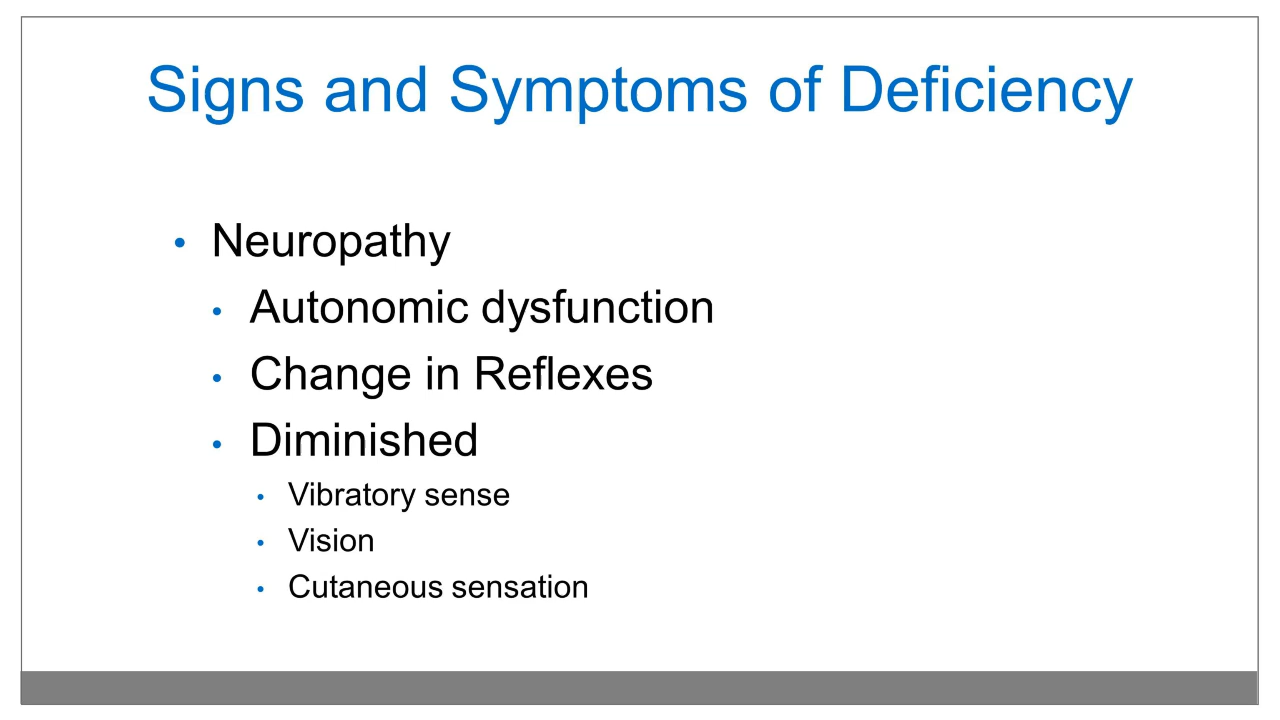 Signs and Symptoms of Deficiency
• Neuropathy
• Autonomic dysfunction
• Change in Reflexes
• Diminished
• Vibratory sense
• Vision
• Cutaneous sensation